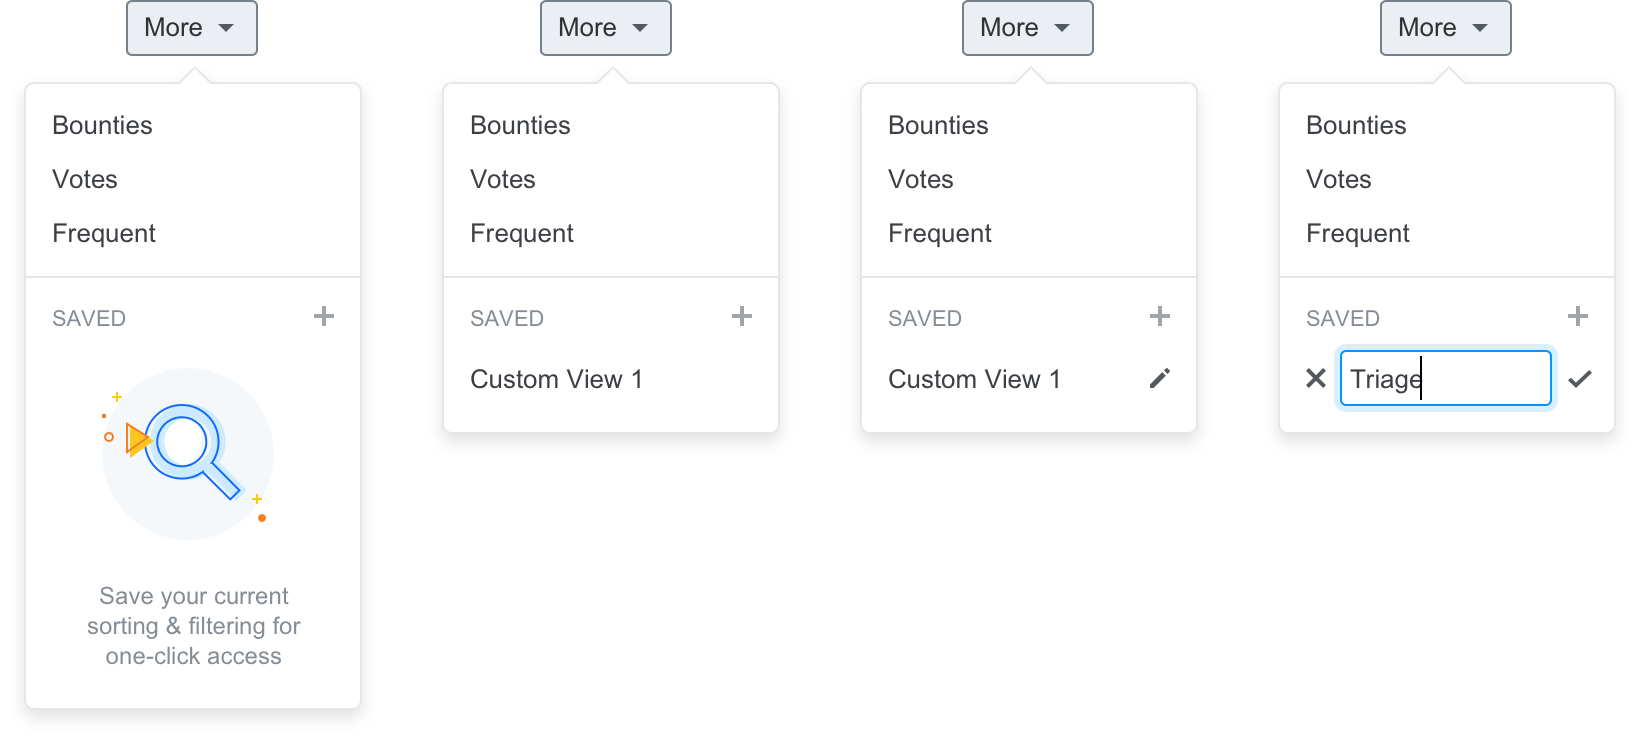 More
Bounties
Votes
Frequent
SAVED
Save your current
sorting & filtering for
one-click access
More
Bounties
Votes
Frequent
SAVED
Custom View 1
More
Bounties
Votes
Frequent
SAVED
Custom View 1
More
Bounties
Votes
Frequent
SAVED
Triage